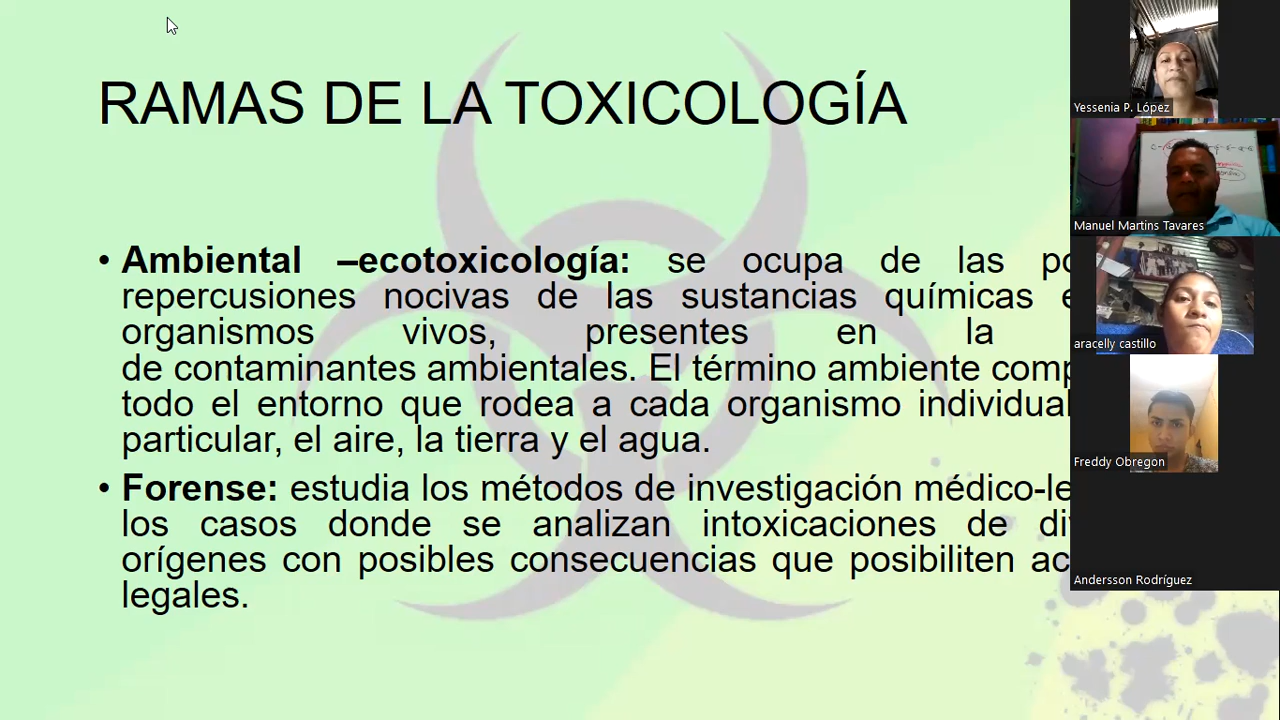 RAMAS DE LA TOXICOLOGÍA
• Ambiental –ecotoxicología: se ocupa de las
repercusiones nocivas de las sustancias químicas
organismos vivos, presentes en la
de contaminantes ambientales. El término ambiente
todo el entorno que rodea a cada organismo individual
particular, el aire, la tierra y el agua.
• Forense: estudia los métodos de investigación
los casos donde se analizan intoxicaciones de
orígenes con posibles consecuencias que posibiliten
legales.
Yessenia P. López
Manuel Martins Tavares
aracelly castillo
Freddy Obregon
Andersson Rodríguez